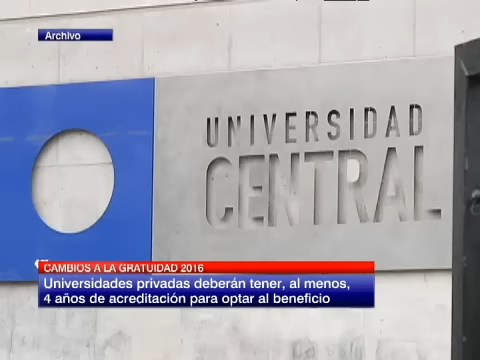 Archivo
UNIVERSIDAD
CENTRAL
CAMBIOS A LA GRATUIDAD 2016
Universidades privadas deberán tener, al menos,
4 años de acreditación para optar al beneficio